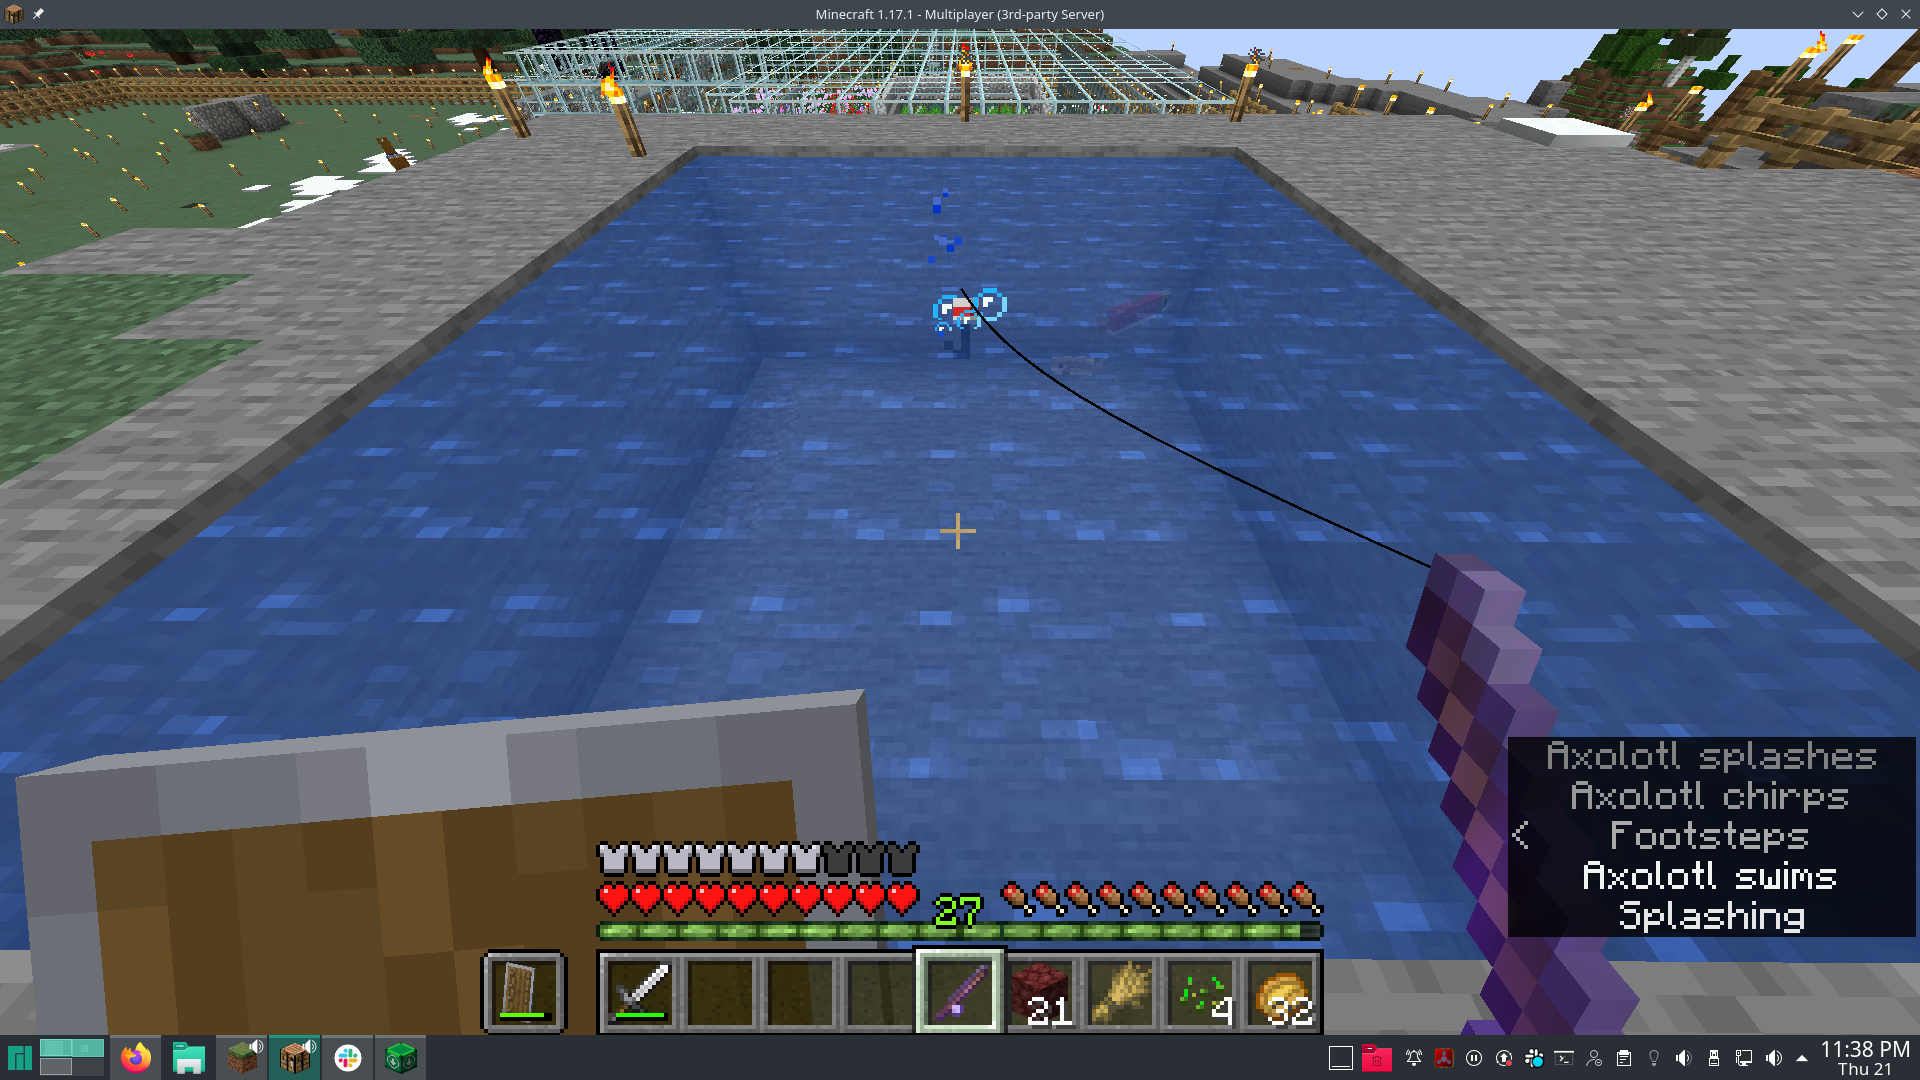 Minecraft 1.17.1 - Multiplayer (3rd-party Server)
Axolotl splashes
Axolotl chirps
< Footsteps
Axolotl swims
Splashing
27
21
4
32
11:38 PM
Thu 21